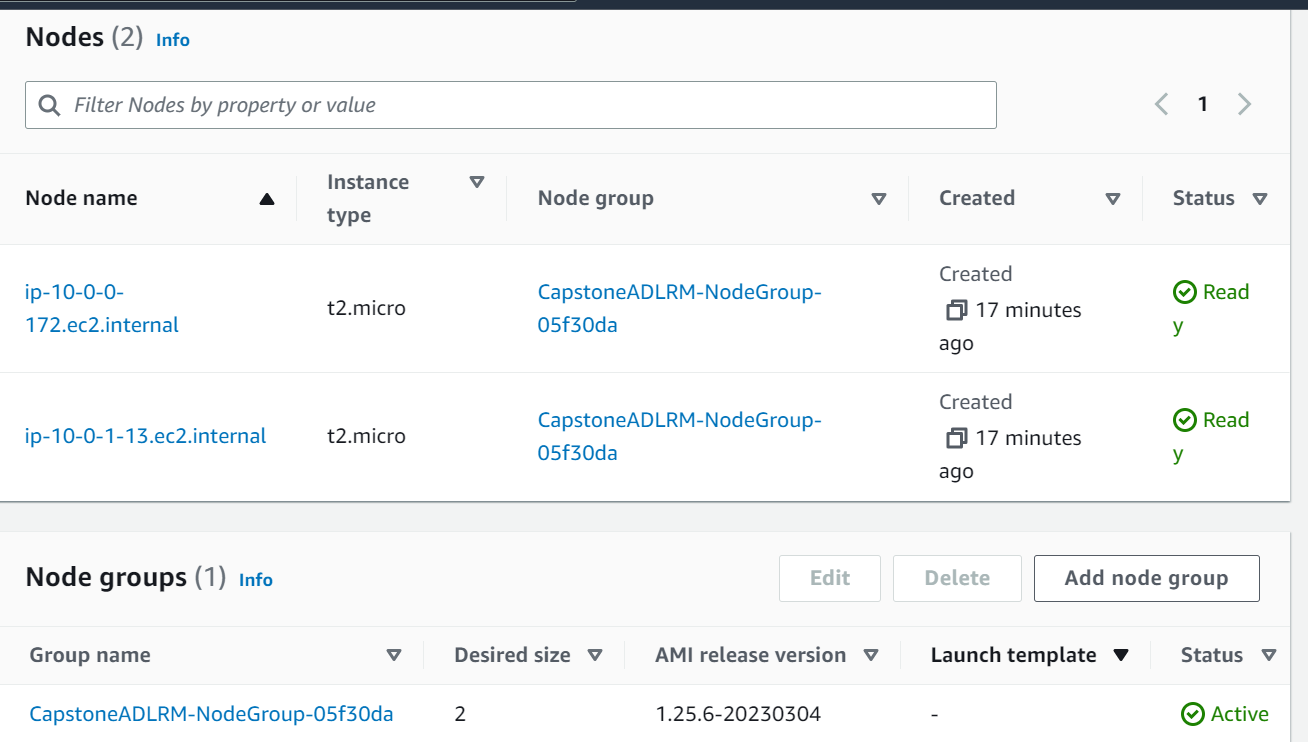 Nodes (2) Info
Filter Nodes by property or value
1
Node name
Instance type
Node group
Created
Status
ip-10-0-0-
172.ec2.internal
t2.micro
CapstoneADLRM-NodeGroup-
05f30da
Created
17 minutes
ago
Read
y
ip-10-0-1-13.ec2.internal
t2.micro
CapstoneADLRM-NodeGroup-
05f30da
Created
17 minutes
ago
Read
y
Node groups (1) Info
Edit
Delete
Add node group
Group name
Desired size
AMI release version
Launch template
Status
CapstoneADLRM-NodeGroup-05f30da
2
1.25.6-20230304
-
Active